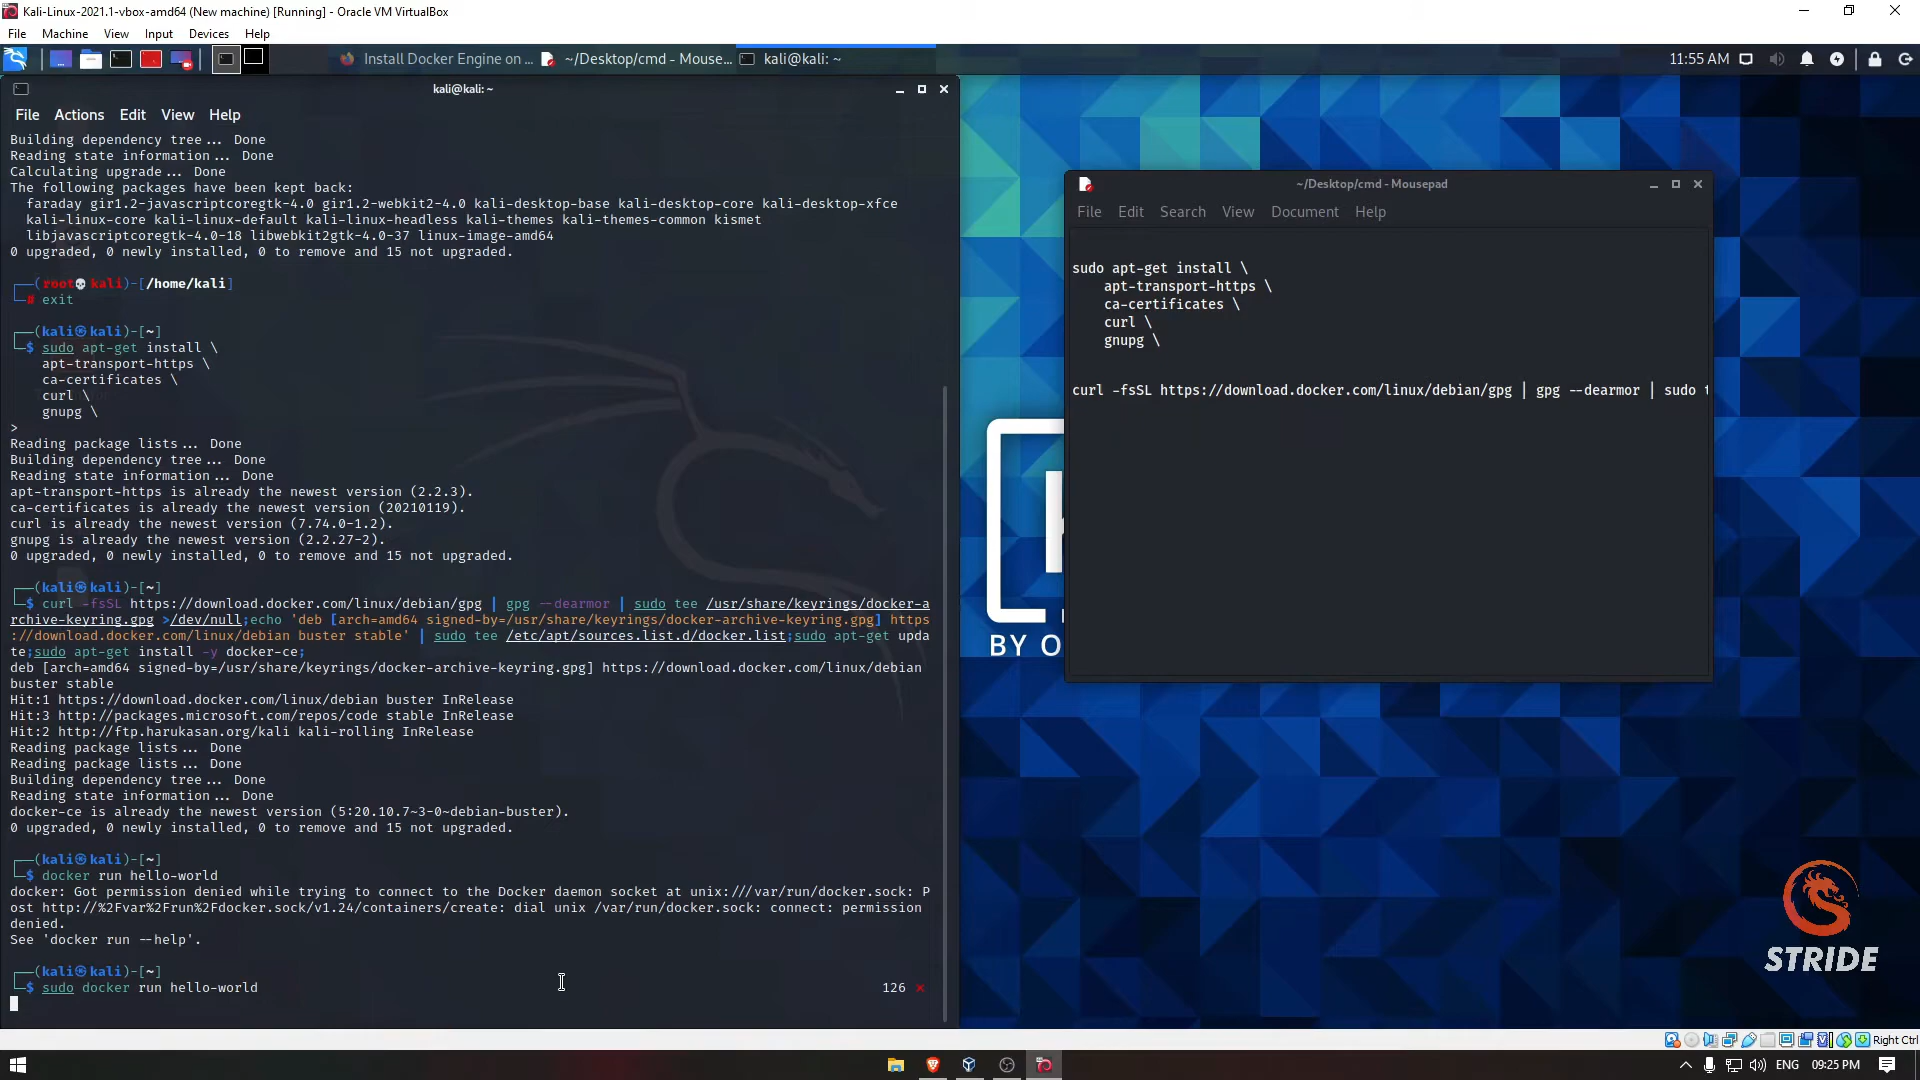 Kali-Linux-2021.1-vbox-amd64 (New machine) [Running] - Oracle VM VirtualBox
File Machine View Input Devices Help
Install Docker Engine on ... ~/Desktop/cmd - Mouse... kali@kali: ~ 11:55 AM
kali@kali: ~
File Actions Edit View Help
Building dependency tree... Done
Reading state information... Done
Calculating upgrade... Done
The following packages have been kept back:
faraday gir1.2-javascriptcoregtk-4.0 gir1.2-webkit2-4.0 kali-desktop-base kali-desktop-core kali-desktop-xfce
kali-linux-core kali-linux-default kali-linux-headless kali-themes kali-themes-common kismet
libjavascriptcoregtk-4.0-18 libwebkit2gtk-4.0-37 linux-image-amd64
0 upgraded, 0 newly installed, 0 to remove and 15 not upgraded.
┌──(root💀kali)-[/home/kali]
└─# exit
┌──(kali㉿kali)-[~]
└─$ sudo apt-get install \
apt-transport-https \
ca-certificates \
curl \
gnupg \
>
Reading package lists... Done
Building dependency tree... Done
Reading state information... Done
apt-transport-https is already the newest version (2.2.3).
ca-certificates is already the newest version (20210119).
curl is already the newest version (7.74.0-1.2).
gnupg is already the newest version (2.2.27-2).
0 upgraded, 0 newly installed, 0 to remove and 15 not upgraded.
┌──(kali㉿kali)-[~]
└─$ curl -fsSL https://download.docker.com/linux/debian/gpg | gpg --dearmor | sudo tee /usr/share/keyrings/docker-a
rchive-keyring.gpg >/dev/null;echo 'deb [arch=amd64 signed-by=/usr/share/keyrings/docker-archive-keyring.gpg] https
://download.docker.com/linux/debian buster stable' | sudo tee /etc/apt/sources.list.d/docker.list;sudo apt-get upda
te;sudo apt-get install -y docker-ce;
deb [arch=amd64 signed-by=/usr/share/keyrings/docker-archive-keyring.gpg] https://download.docker.com/linux/debian
buster stable
Hit:1 https://download.docker.com/linux/debian buster InRelease
Hit:3 http://packages.microsoft.com/repos/code stable InRelease
Hit:2 http://ftp.harukasan.org/kali kali-rolling InRelease
Reading package lists... Done
Reading package lists... Done
Building dependency tree... Done
Reading state information... Done
docker-ce is already the newest version (5:20.10.7~3-0~debian-buster).
0 upgraded, 0 newly installed, 0 to remove and 15 not upgraded.
┌──(kali㉿kali)-[~]
└─$ docker run hello-world
docker: Got permission denied while trying to connect to the Docker daemon socket at unix:///var/run/docker.sock: P
ost http://%2Fvar%2Frun%2Fdocker.sock/v1.24/containers/create: dial unix /var/run/docker.sock: connect: permission
denied.
See 'docker run --help'.
┌──(kali㉿kali)-[~]
└─$ sudo docker run hello-world 126 ⨯
~/Desktop/cmd - Mousepad
File Edit Search View Document Help
sudo apt-get install \
apt-transport-https \
ca-certificates \
curl \
gnupg \
curl -fsSL https://download.docker.com/linux/debian/gpg | gpg --dearmor | sudo t
BY O
STRIDE
Right Ctrl
ENG 09:25 PM